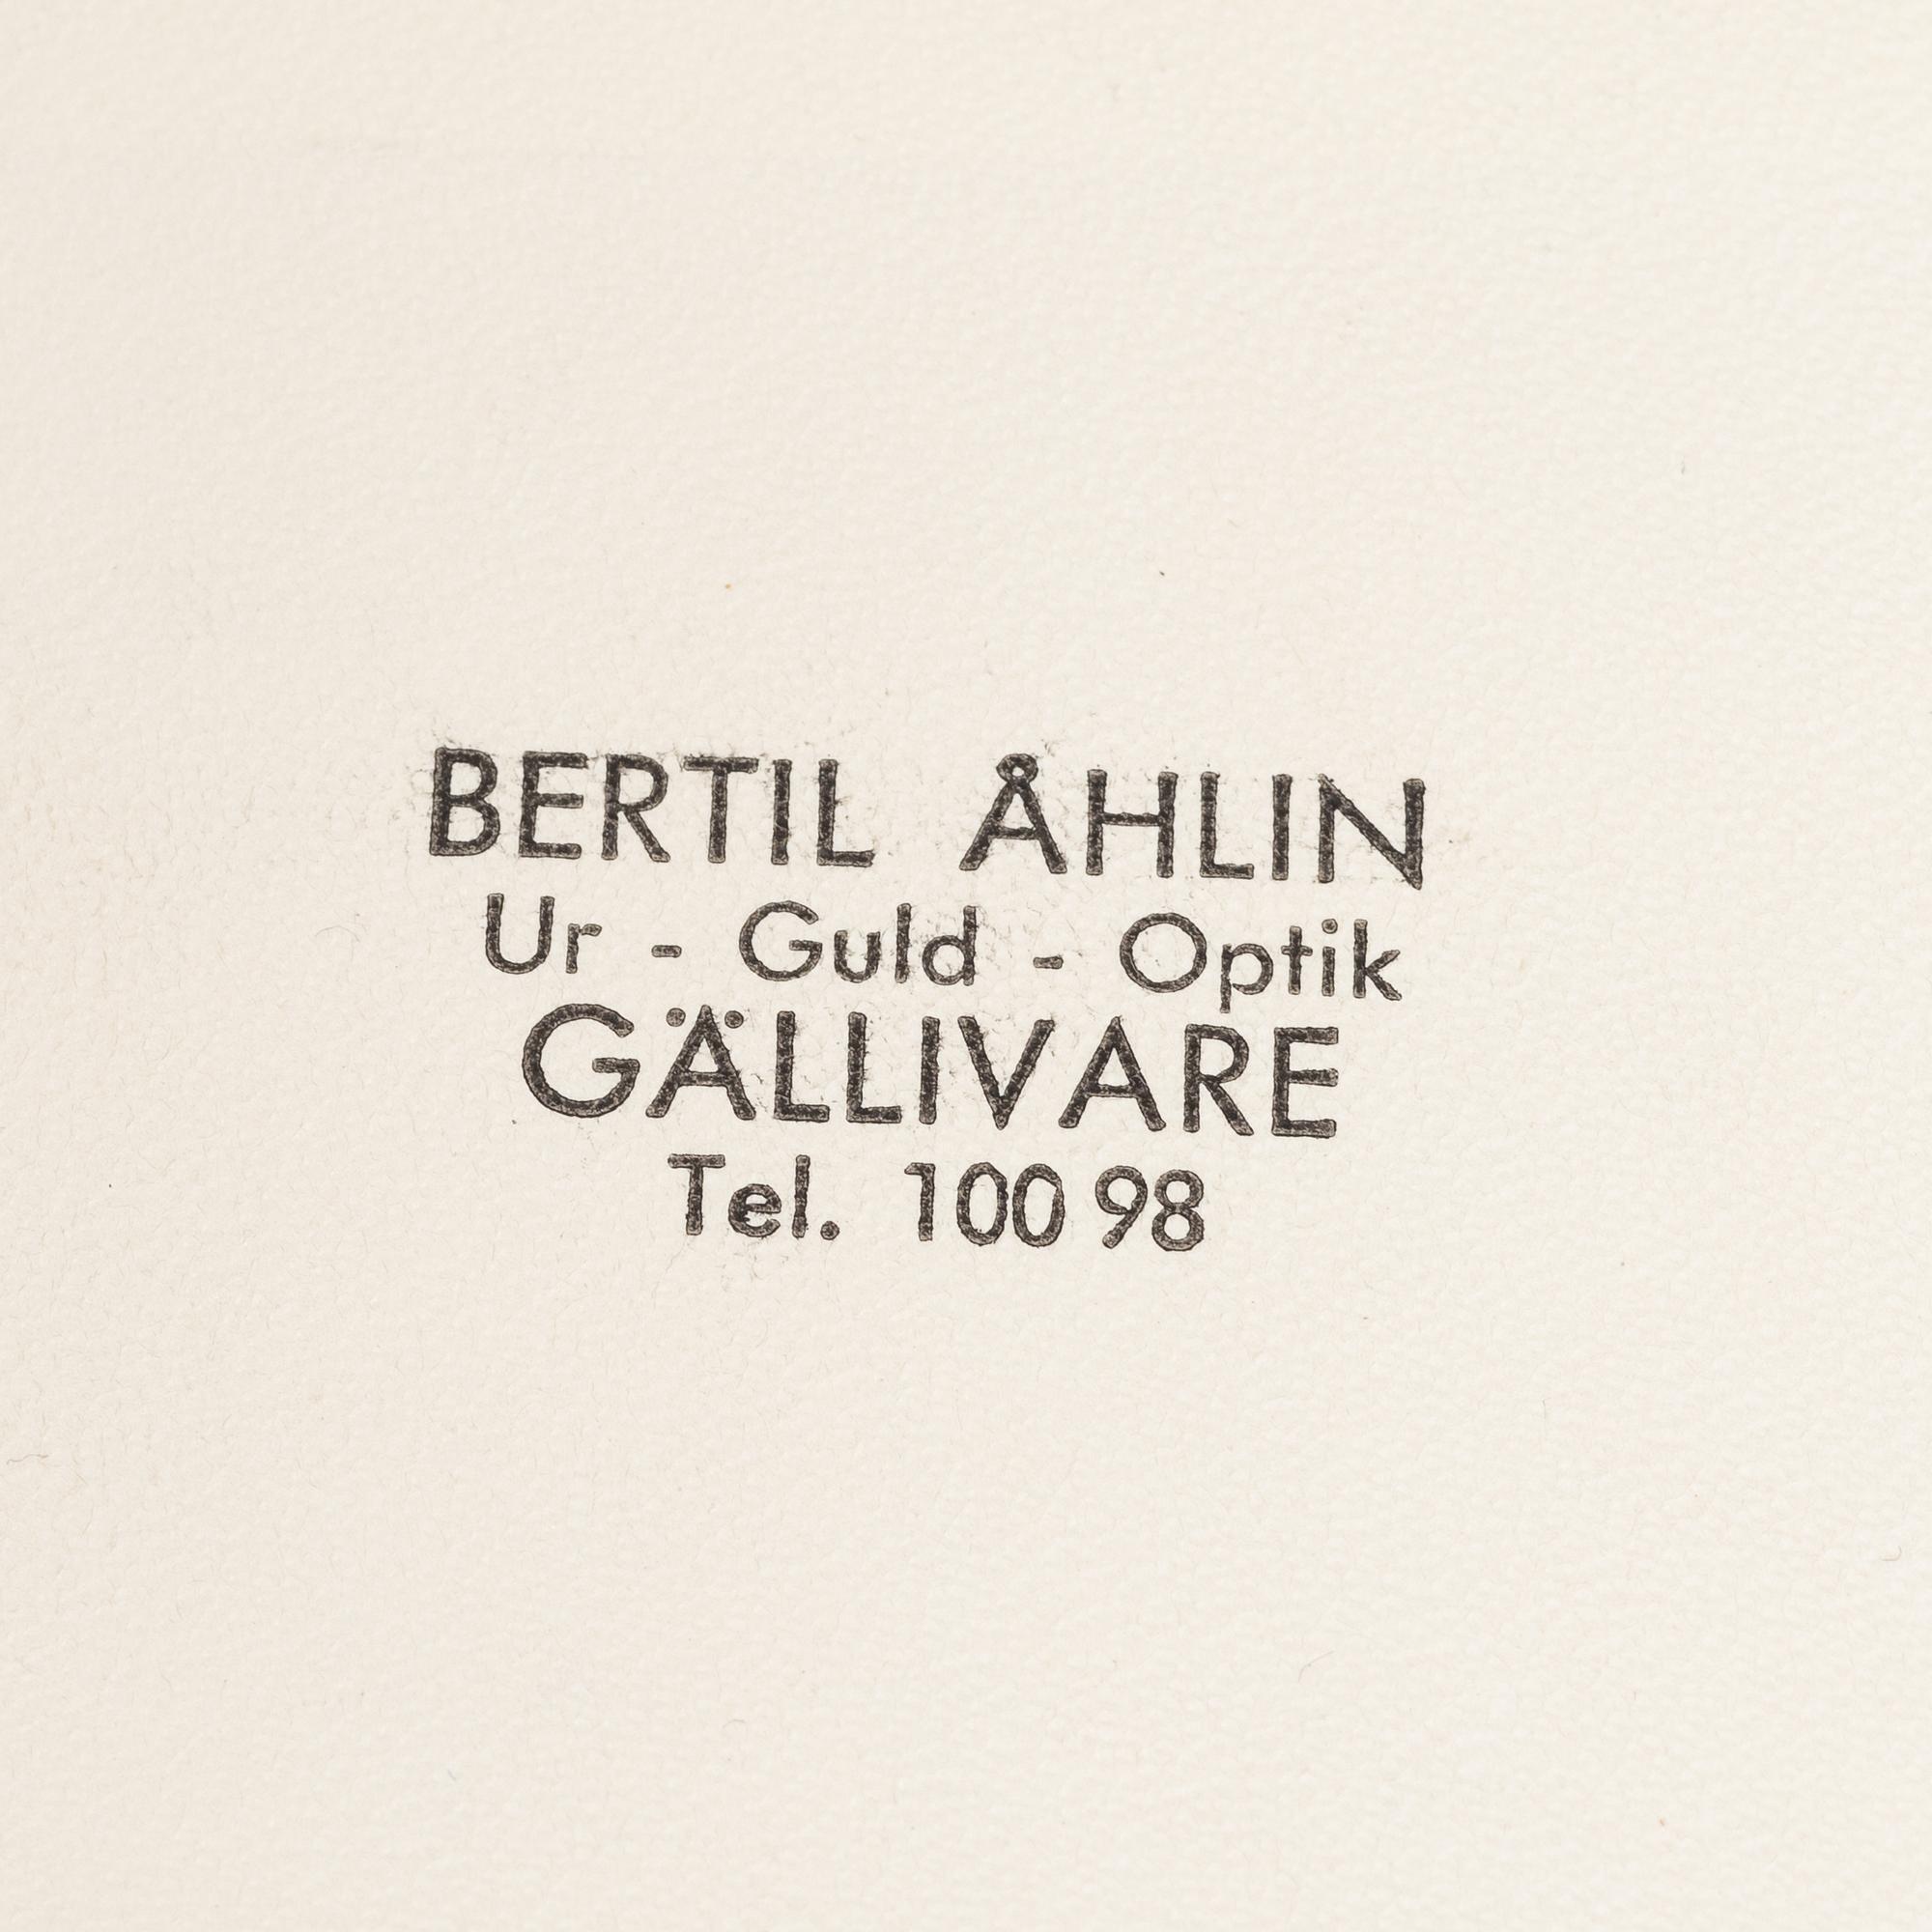 BERTIL ÅHLIN
Ur - Guld - Optik
GÄLLIVARE
Tel. 100 98